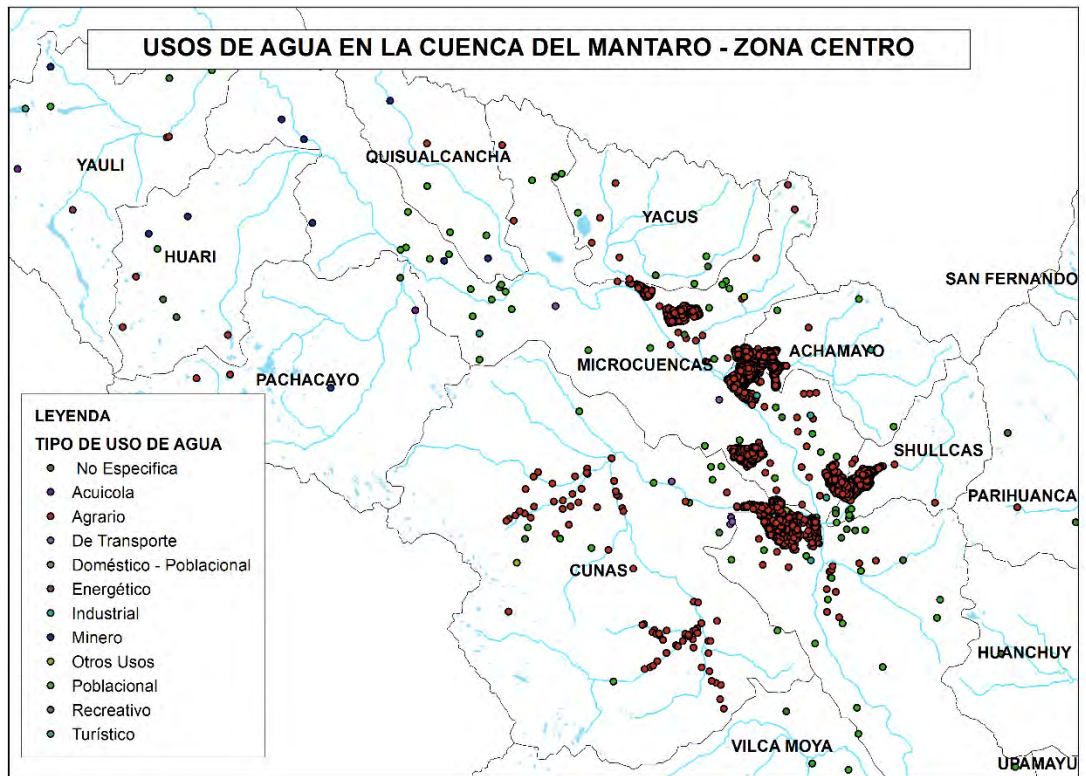 USOS DE AGUA EN LA CUENCA DEL MANTARO - ZONA CENTRO
YAULI
QUISUALCANCHA
YACUS
HUARI
SAN FERNANDO
MICROCUENCAS
ACHAMAYO
PACHACAYO
SHULLCAS
PARIHUANCA
CUNAS
HUANCHUY
VILCA MOYA
UPAMAYU
LEYENDA
TIPO DE USO DE AGUA
No Especifica
Acuicola
Agrario
De Transporte
Doméstico - Poblacional
Energético
Industrial
Minero
Otros Usos
Poblacional
Recreativo
Turístico